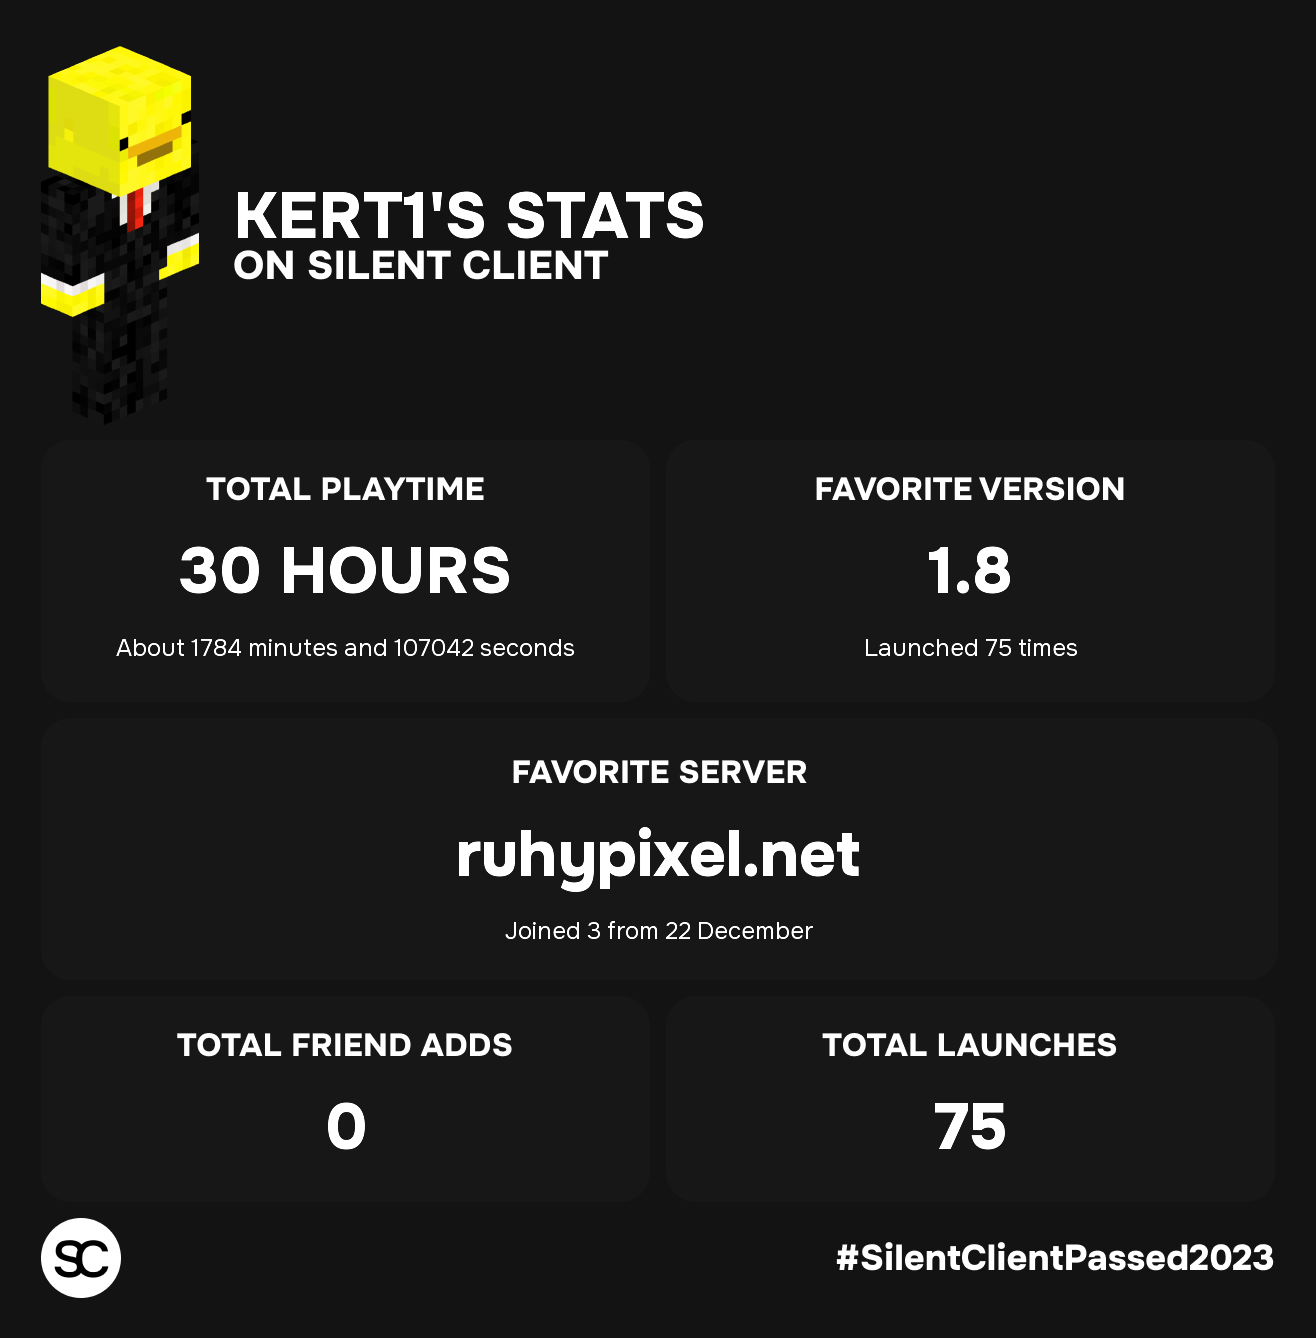 KERT1'S STATS
ON SILENT CLIENT
TOTAL PLAYTIME
30 HOURS
About 1784 minutes and 107042 seconds
FAVORITE VERSION
1.8
Launched 75 times
FAVORITE SERVER
ruhypixel.net
Joined 3 from 22 December
TOTAL FRIEND ADDS
0
TOTAL LAUNCHES
75
SC
#SilentClientPassed2023